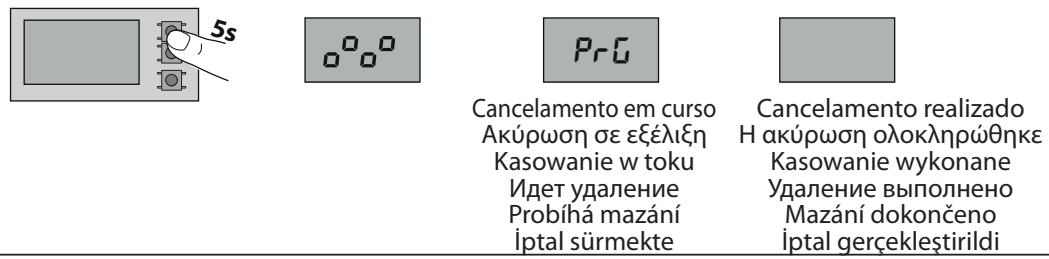 5s
PrG
Cancelamento em curso
Ακύρωση σε εξέλιξη
Kasowanie w toku
Идет удаление
Probíhá mazání
İptal sürmekte
Cancelamento realizado
Η ακύρωση ολοκληρώθηκε
Kasowanie wykonane
Удаление выполнено
Mazání dokončeno
İptal gerçekleştirildi